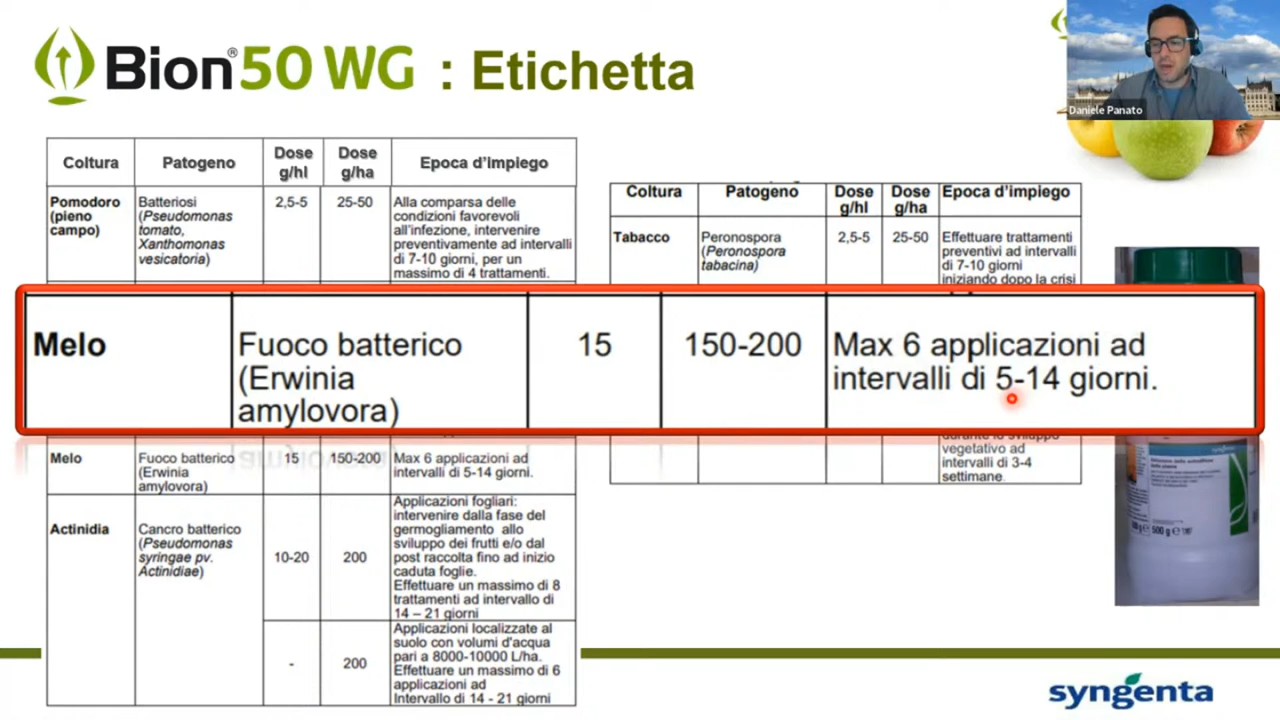 Bion® 50 WG : Etichetta
Daniele Panato
Coltura Patogeno Dose g/hl Dose g/ha Epoca d’impiego
Pomodoro (pieno campo)
Batteriosi
(Pseudomonas
tomato,
Xanthomonas
vesicatoria)
2,5-5
25-50
Alla comparsa delle
condizioni favorevoli
all’infezione, intervenire
preventivamente ad intervalli
di 7-10 giorni, per un
massimo di 4 trattamenti.
Coltura Patogeno Dose g/hl Dose g/ha Epoca d’impiego
Tabacco
Peronospora
(Peronospora
tabacina)
2,5-5
25-50
Effettuare trattamenti
preventivi ad intervalli
di 7-10 giorni
iniziando dopo la crisi
Melo
Fuoco batterico
(Erwinia
amylovora)
15
150-200
Max 6 applicazioni ad
intervalli di 5-14 giorni.
Melo
Fuoco batterico
(Erwinia
amylovora)
15
150-200
Max 6 applicazioni ad
intervalli di 5-14 giorni.
durante lo sviluppo
vegetativo ad
intervalli di 3-4
settimane.
Actinidia
Cancro batterico
(Pseudomonas
syringae pv.
Actinidiae)
10-20
200
Applicazioni fogliari:
intervenire dalla fase del
germogliamento allo
sviluppo dei frutti e/o dal
post raccolta fino ad inizio
caduta foglie.
Effettuare un massimo di 8
trattamenti ad intervallo di
14 – 21 giorni
-
200
Applicazioni localizzate al
suolo con volumi d'acqua
pari a 8000-10000 L/ha.
Effettuare un massimo di 6
applicazioni ad
Intervallo di 14 - 21 giorni
syngenta
500 g
syngenta